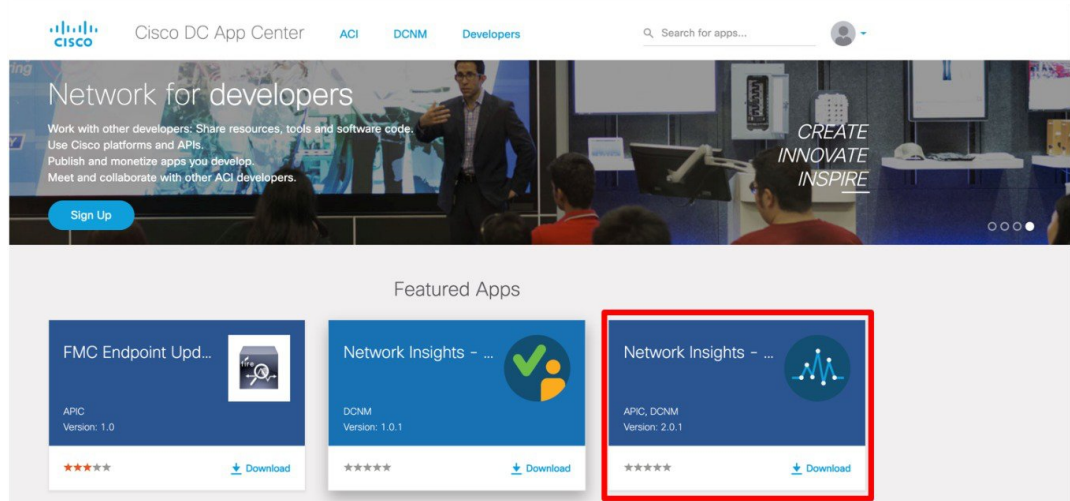 CISCO
Cisco DC App Center
ACI
DCNM
Developers
Search for apps...
Network for developers
Work with other developers: Share resources, tools and software code.
Use Cisco platforms and APIs.
Publish and monetize apps you develop.
Meet and collaborate with other ACI developers.
Sign Up
CREATE
INNOVATE
INSPIRE
Featured Apps
FMC Endpoint Upd...
APIC
Version: 1.0
Download
Network Insights - ...
DCNM
Version: 1.0.1
Download
Network Insights - ...
APIC, DCNM
Version: 2.0.1
Download